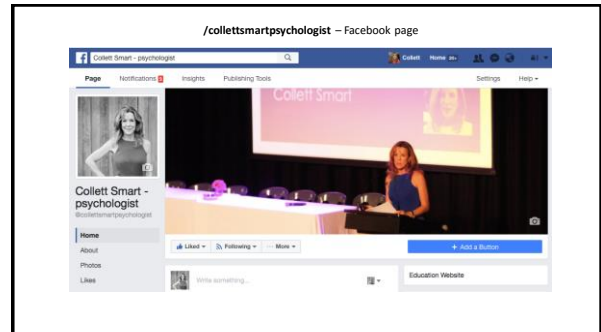 /collettsmartpsychologist – Facebook page
Collett Smart - psychologist
Collett Home
Page Notifications Insights Publishing Tools Settings Help
Collett Smart
Collett Smart -
psychologist
@collettsmartpsychologist
Home
About
Photos
Likes
Liked Following More
+ Add a Button
Write something...
Education Website